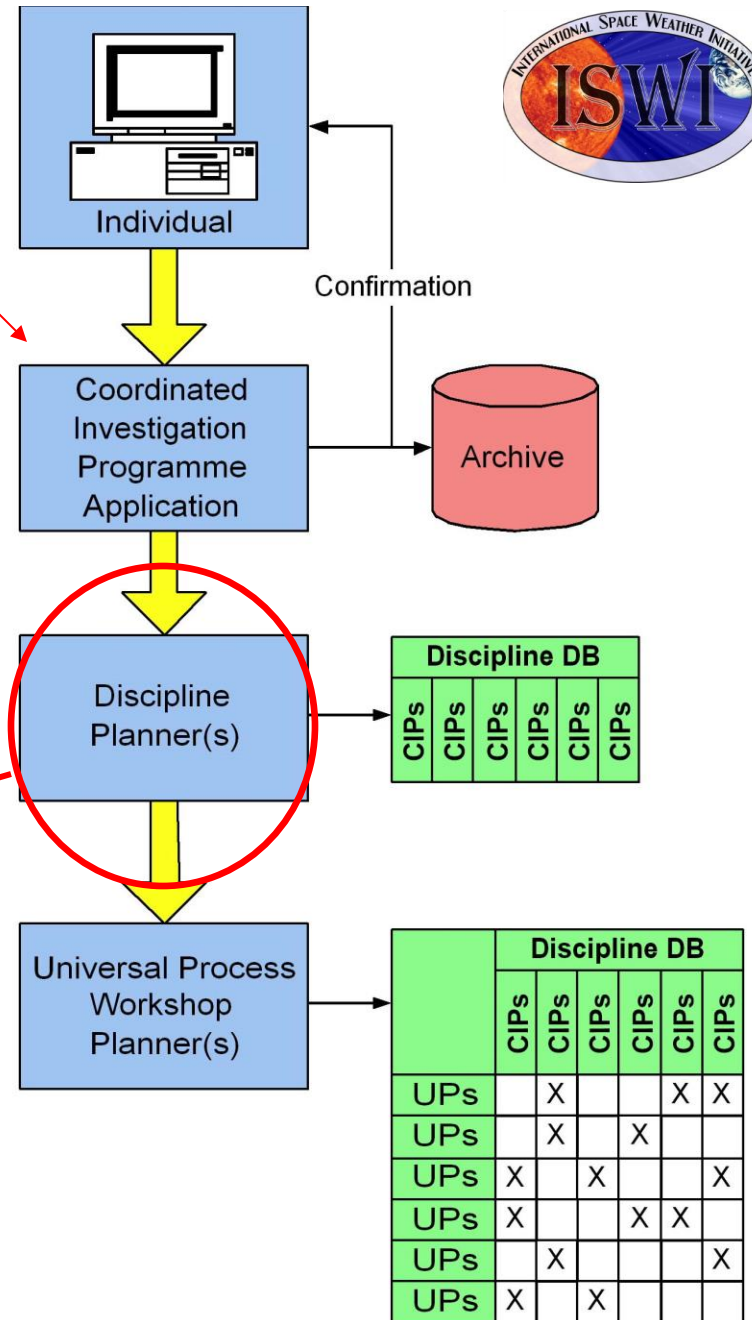 INTERNATIONAL SPACE WEATHER INITIATIVE
ISWI
Individual
Confirmation
Coordinated
Investigation
Programme
Application
Archive
Discipline
Planner(s)
Discipline DB
CIPs CIPs CIPs CIPs CIPs CIPs
Universal Process
Workshop
Planner(s)
Discipline DB
CIPs CIPs CIPs CIPs CIPs CIPs
UPs X X X
UPs X X
UPs X X X
UPs X X X
UPs X X
UPs X X